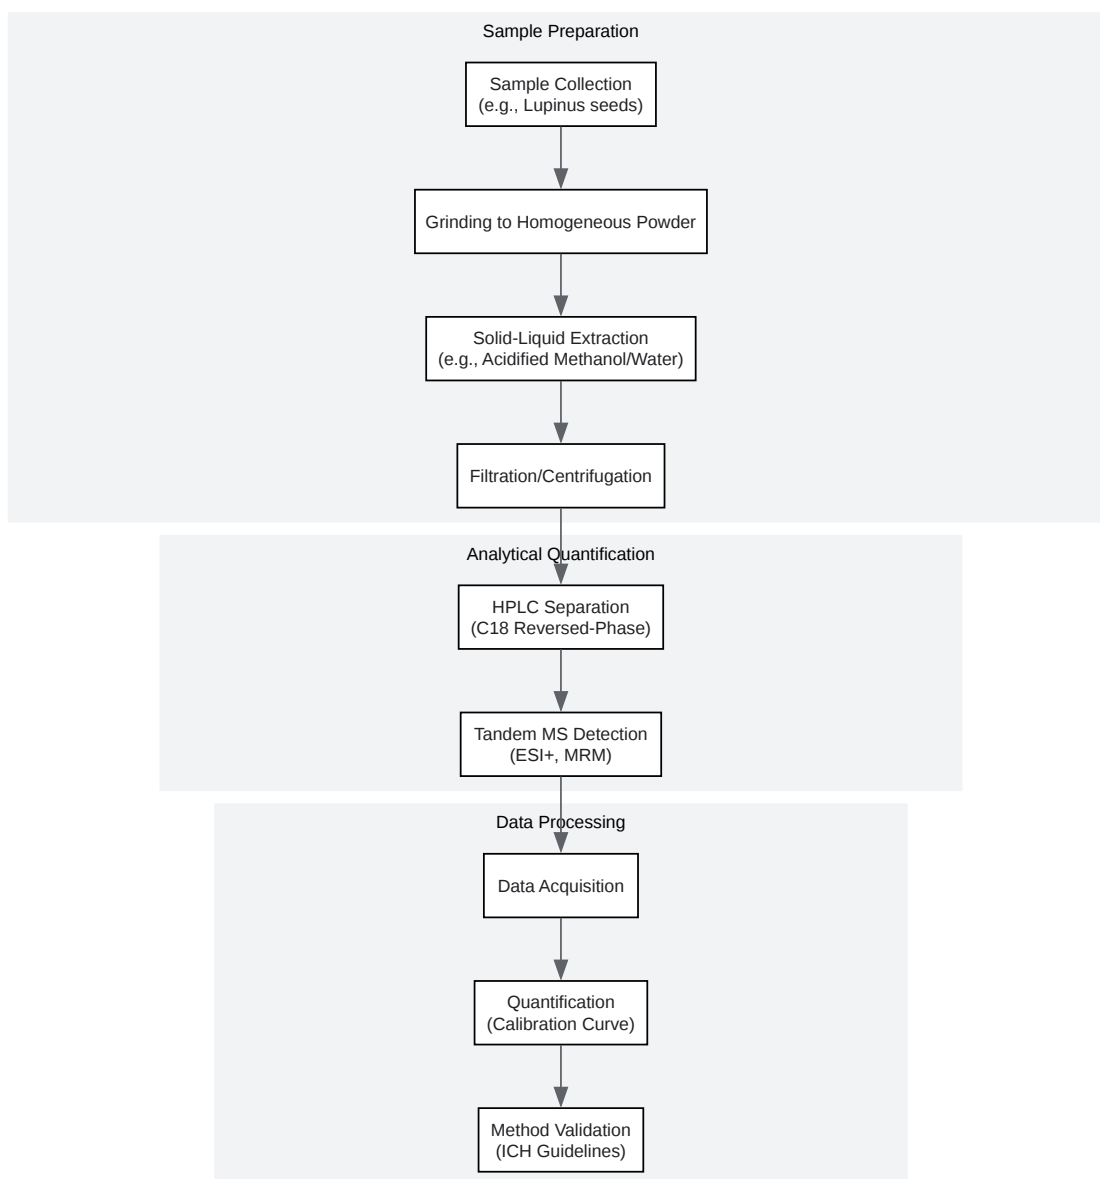 Sample Preparation
Sample Collection
(e.g., Lupinus seeds)
Grinding to Homogeneous Powder
Solid-Liquid Extraction
(e.g., Acidified Methanol/Water)
Filtration/Centrifugation
Analytical Quantification
HPLC Separation
(C18 Reversed-Phase)
Tandem MS Detection
(ESI+, MRM)
Data Processing
Data Acquisition
Quantification
(Calibration Curve)
Method Validation
(ICH Guidelines)